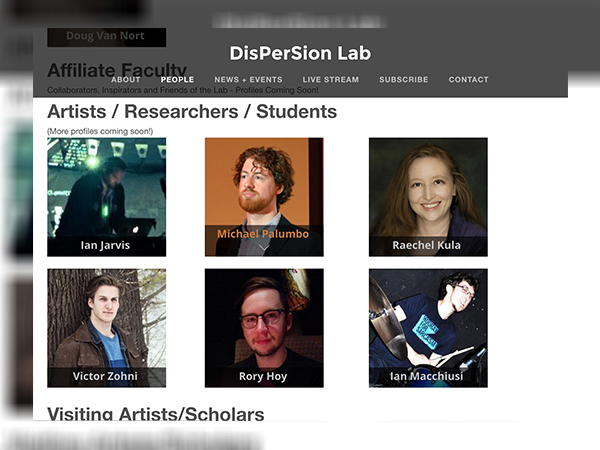 Doug Van Nort
DisPerSion Lab
Affiliate Faculty
ABOUT PEOPLE NEWS + EVENTS LIVE STREAM SUBSCRIBE CONTACT
Collaborators, Inspirators and Friends of the Lab - Profiles Coming Soon!
Artists / Researchers / Students
(More profiles coming soon!)
Ian Jarvis
Michael Palumbo
Raechel Kula
Victor Zohni
Rory Hoy
Ian Macchiusi
Visiting Artists/Scholars